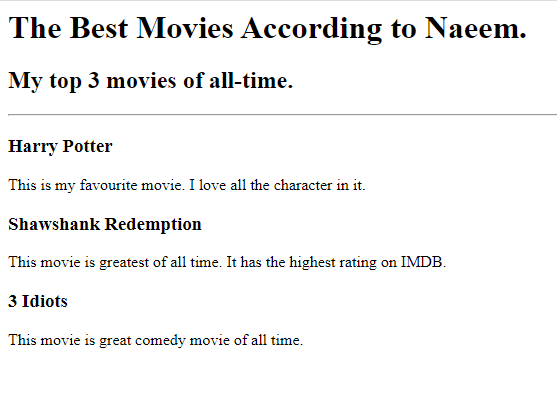 The Best Movies According to Naeem.
My top 3 movies of all-time.
Harry Potter
This is my favourite movie. I love all the character in it.
Shawshank Redemption
This movie is greatest of all time. It has the highest rating on IMDB.
3 Idiots
This movie is great comedy movie of all time.